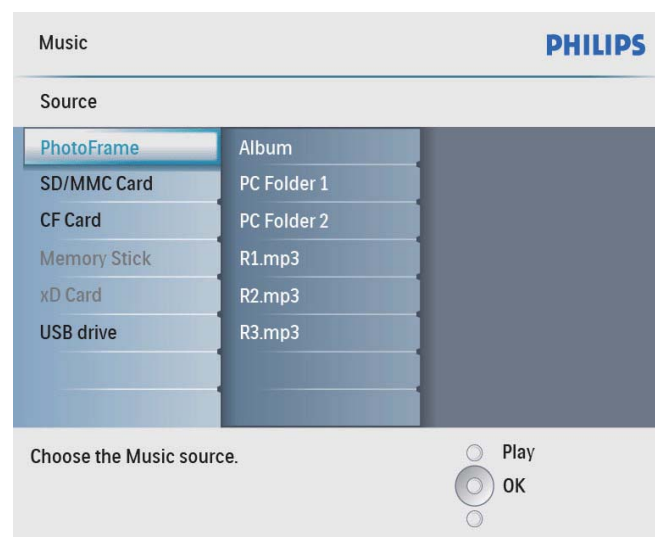 Music
PHILIPS
Source
PhotoFrame
SD/MMC Card
CF Card
Memory Stick
xD Card
USB drive
Album
PC Folder 1
PC Folder 2
R1.mp3
R2.mp3
R3.mp3
Choose the Music source.
Play
OK